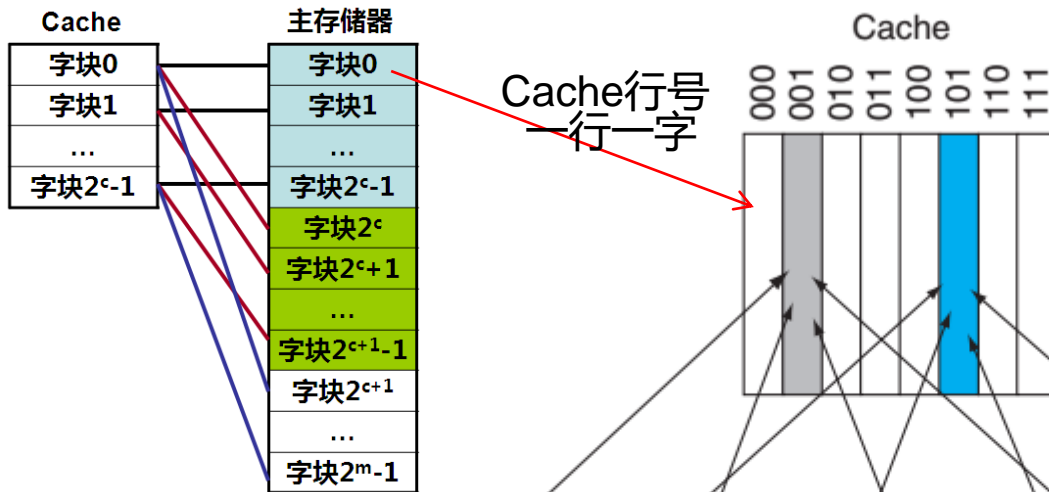 Cache
字块0
字块1
...
字块2ᶜ-1
主存储器
字块0
字块1
...
字块2ᶜ-1
字块2ᶜ
字块2ᶜ+1
...
字块2ᶜ⁺¹-1
字块2ᶜ⁺¹
...
字块2ᵐ-1
Cache行号
一行一字
Cache
000
001
010
011
100
101
110
111